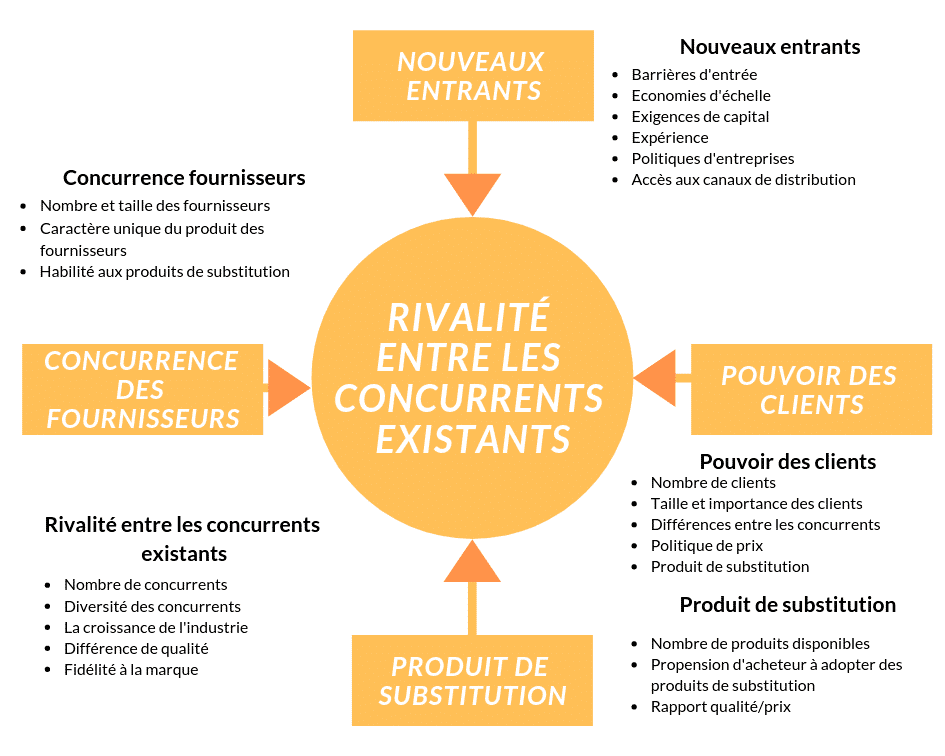 NOUVEAUX
ENTRANTS
Nouveaux entrants
Barrières d'entrée
Economies d'échelle
Exigences de capital
Expérience
Politiques d'entreprises
Accès aux canaux de distribution
Concurrence fournisseurs
Nombre et taille des fournisseurs
Caractère unique du produit des
fournisseurs
Habilité aux produits de substitution
RIVALITÉ
ENTRE LES
CONCURRENTS
EXISTANTS
CONCURRENCE
DES
FOURNISSEURS
POUVOIR DES
CLIENTS
Pouvoir des clients
Nombre de clients
Taille et importance des clients
Différences entre les concurrents
Politique de prix
Produit de substitution
Rivalité entre les concurrents
existants
Nombre de concurrents
Diversité des concurrents
La croissance de l'industrie
Différence de qualité
Fidélité à la marque
PRODUIT DE
SUBSTITUTION
Produit de substitution
Nombre de produits disponibles
Propension d'acheteur à adopter des
produits de substitution
Rapport qualité/prix